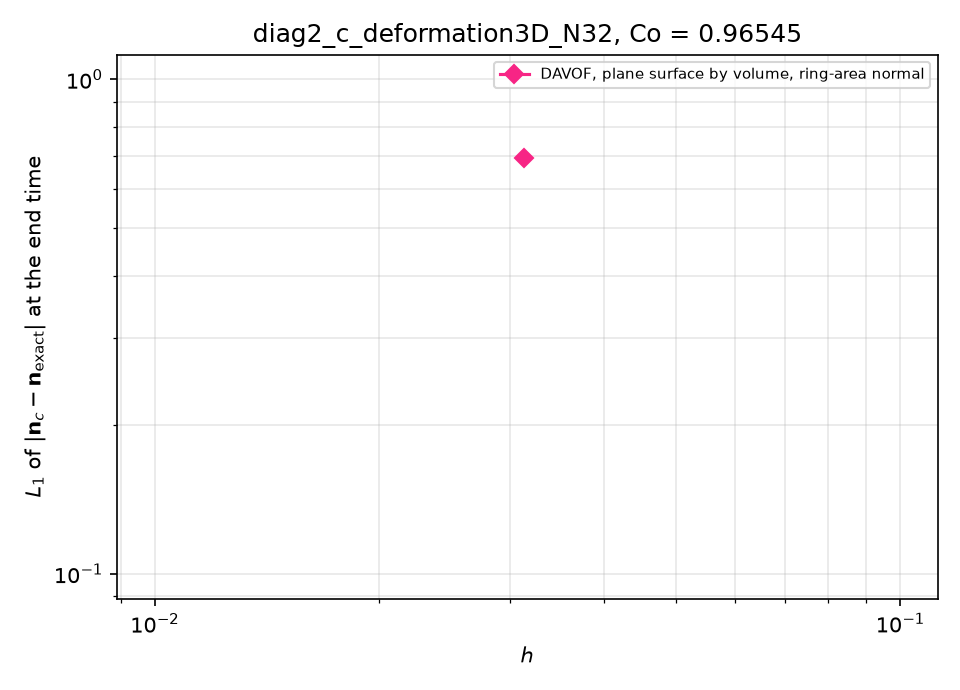 diag2_c_deformation3D_N32, Co = 0.96545
DAVOF, plane surface by volume, ring-area normal
10⁰
10⁻¹
L₁ of |𝐧_c − 𝐧_exact| at the end time
10⁻²
10⁻¹
h